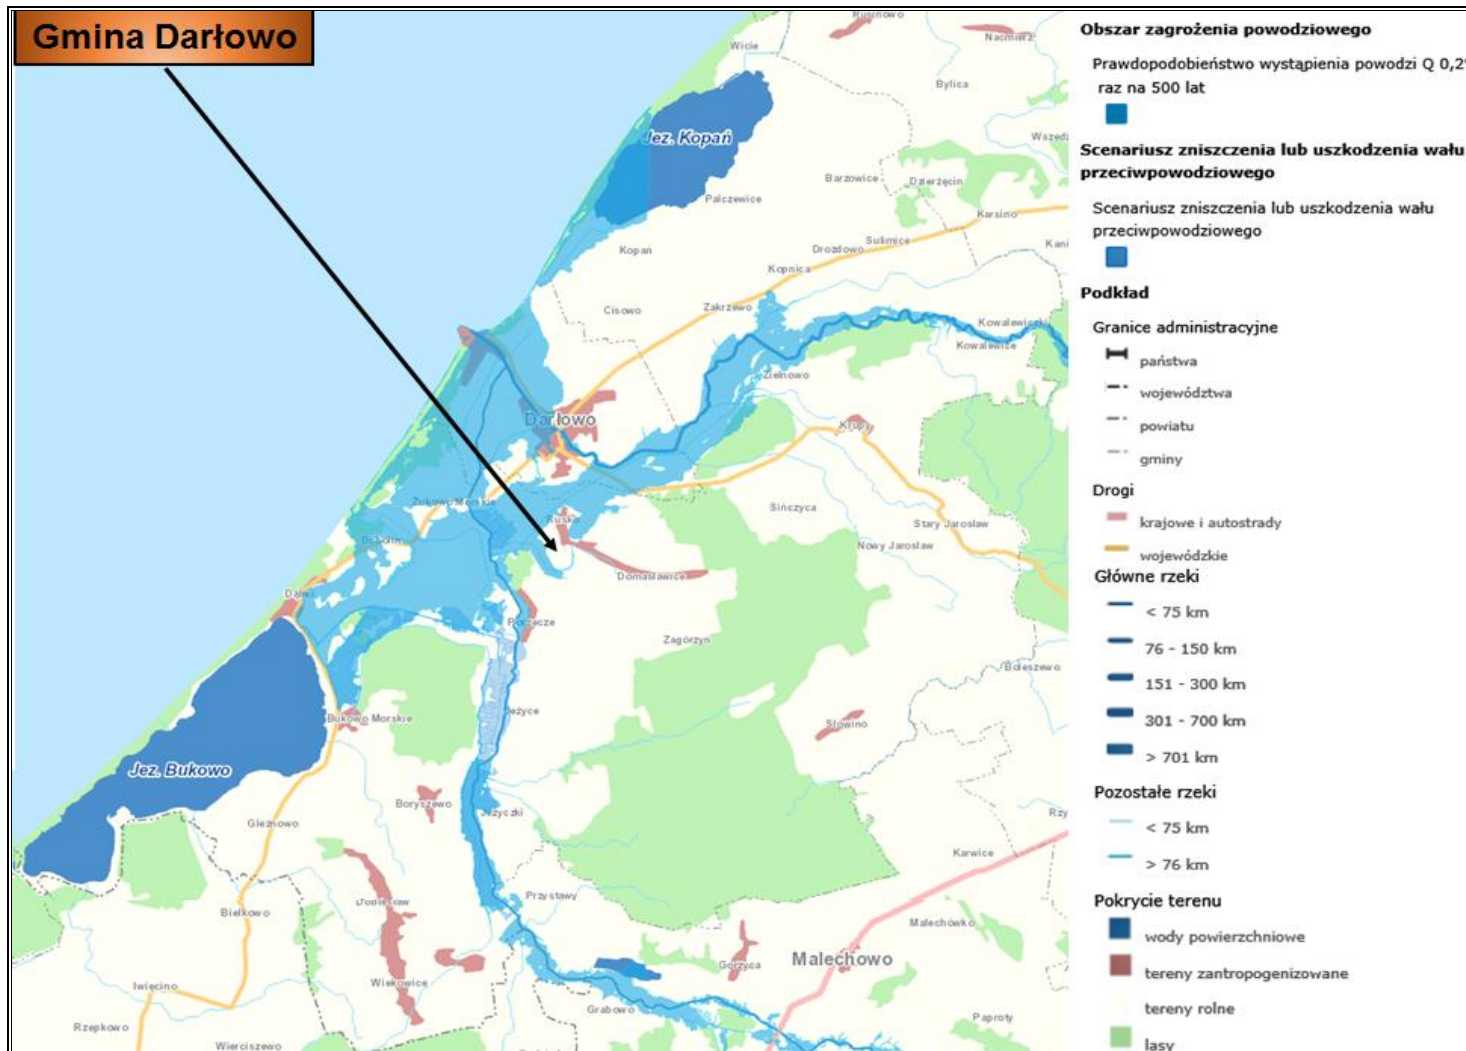 Gmina Darłowo
Rusinowo
Nacmierz
Wicie
Bylica
Jez. Kopań
Barzowice
Dzierżęcin
Palczewice
Karsino
Sulimice
Drozdowo
Kopań
Kopnica
Cisowo
Zakrzewo
Kowalewice
Zielnowo
Darłowo
Krupy
Żukowo Morskie
Sińczyca
Stary Jarosław
Rusko
Nowy Jarosław
Bobolin
Domasławice
Dąbki
Porzecze
Zagórzyn
Boleszewo
Jeżyce
Bukowo Morskie
Słowino
Jez. Bukowo
Boryszewo
Jeżyczki
Gleźnowo
Karwice
Przystawy
Dobiesław
Bielkowo
Malechówko
Malechowo
Gorzyca
Wiekowice
Iwięcino
Grabowo
Paproty
Rzepkowo
Wierciszewo
Obszar zagrożenia powodziowego
Prawdopodobieństwo wystąpienia powodzi Q 0,2
raz na 500 lat
Scenariusz zniszczenia lub uszkodzenia wału
przeciwpowodziowego
Scenariusz zniszczenia lub uszkodzenia wału
przeciwpowodziowego
Podkład
Granice administracyjne
państwa
województwa
powiatu
gminy
Drogi
krajowe i autostrady
wojewódzkie
Główne rzeki
< 75 km
76 - 150 km
151 - 300 km
301 - 700 km
> 701 km
Pozostałe rzeki
< 75 km
> 76 km
Pokrycie terenu
wody powierzchniowe
tereny zantropogenizowane
tereny rolne
lasy